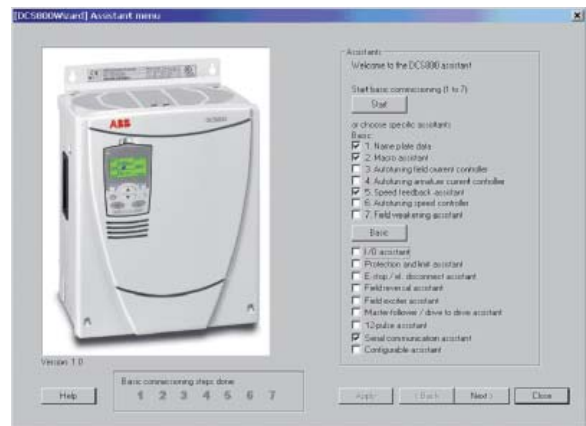 [DCS800Wizard] Assistant menu
ABB
DCS800
Version 1.0
Help
Basic commissioning steps done
1 2 3 4 5 6 7
Assistants
Welcome to the DCS800 assistant
Start basic commissioning (1 to 7)
Start
or choose specific assistants
Basic:
1. Name plate data
2. Macro assistant
3. Autotuning field current controller
4. Autotuning armature current controller
5. Speed feedback assistant
6. Autotuning speed controller
7. Field weakening assistant
Basic
I/O assistant
Protection and limit assistant
E-stop / el. disconnect assistant
Field reversal assistant
Field exciter assistant
Master-follower / drive to drive assistant
12-pulse assistant
Serial communication assistant
Configurable assistant
Apply
< Back
Next >
Close